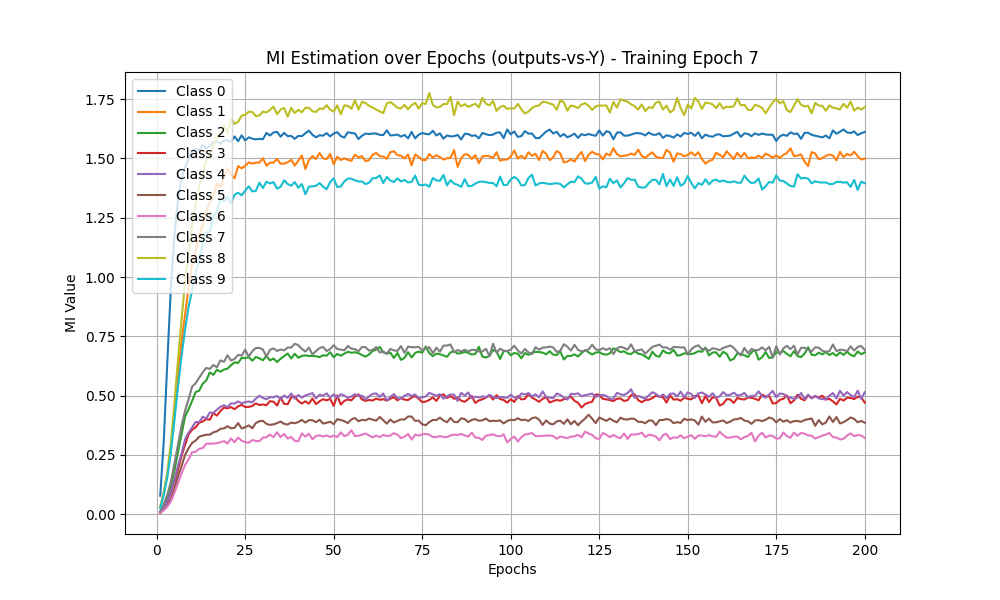 MI Estimation over Epochs (outputs-vs-Y) - Training Epoch 7
MI Value
1.75
1.50
1.25
1.00
0.75
0.50
0.25
0.00
Class 0
Class 1
Class 2
Class 3
Class 4
Class 5
Class 6
Class 7
Class 8
Class 9
0 25 50 75 100 125 150 175 200
Epochs